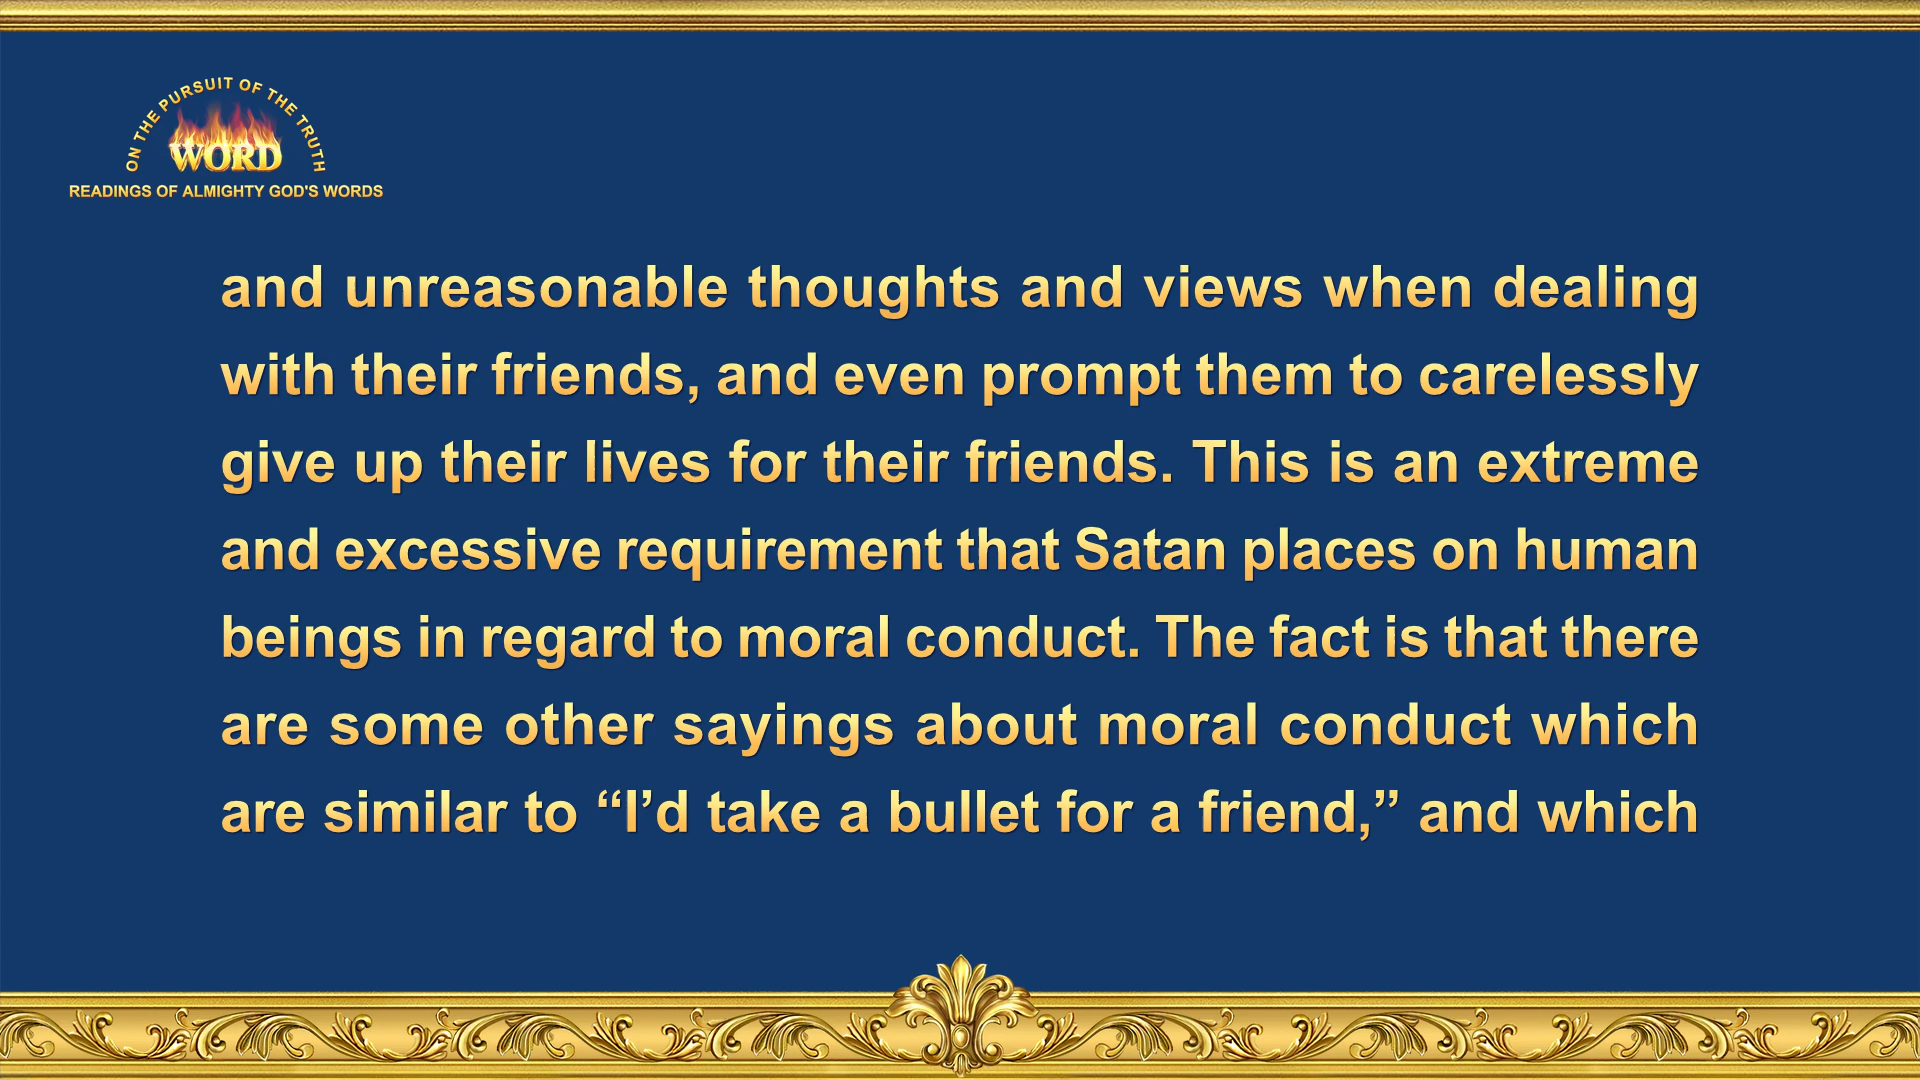 ON THE PURSUIT OF THE TRUTH
WORD
READINGS OF ALMIGHTY GOD'S WORDS
and unreasonable thoughts and views when dealing
with their friends, and even prompt them to carelessly
give up their lives for their friends. This is an extreme
and excessive requirement that Satan places on human
beings in regard to moral conduct. The fact is that there
are some other sayings about moral conduct which
are similar to “I’d take a bullet for a friend,” and which